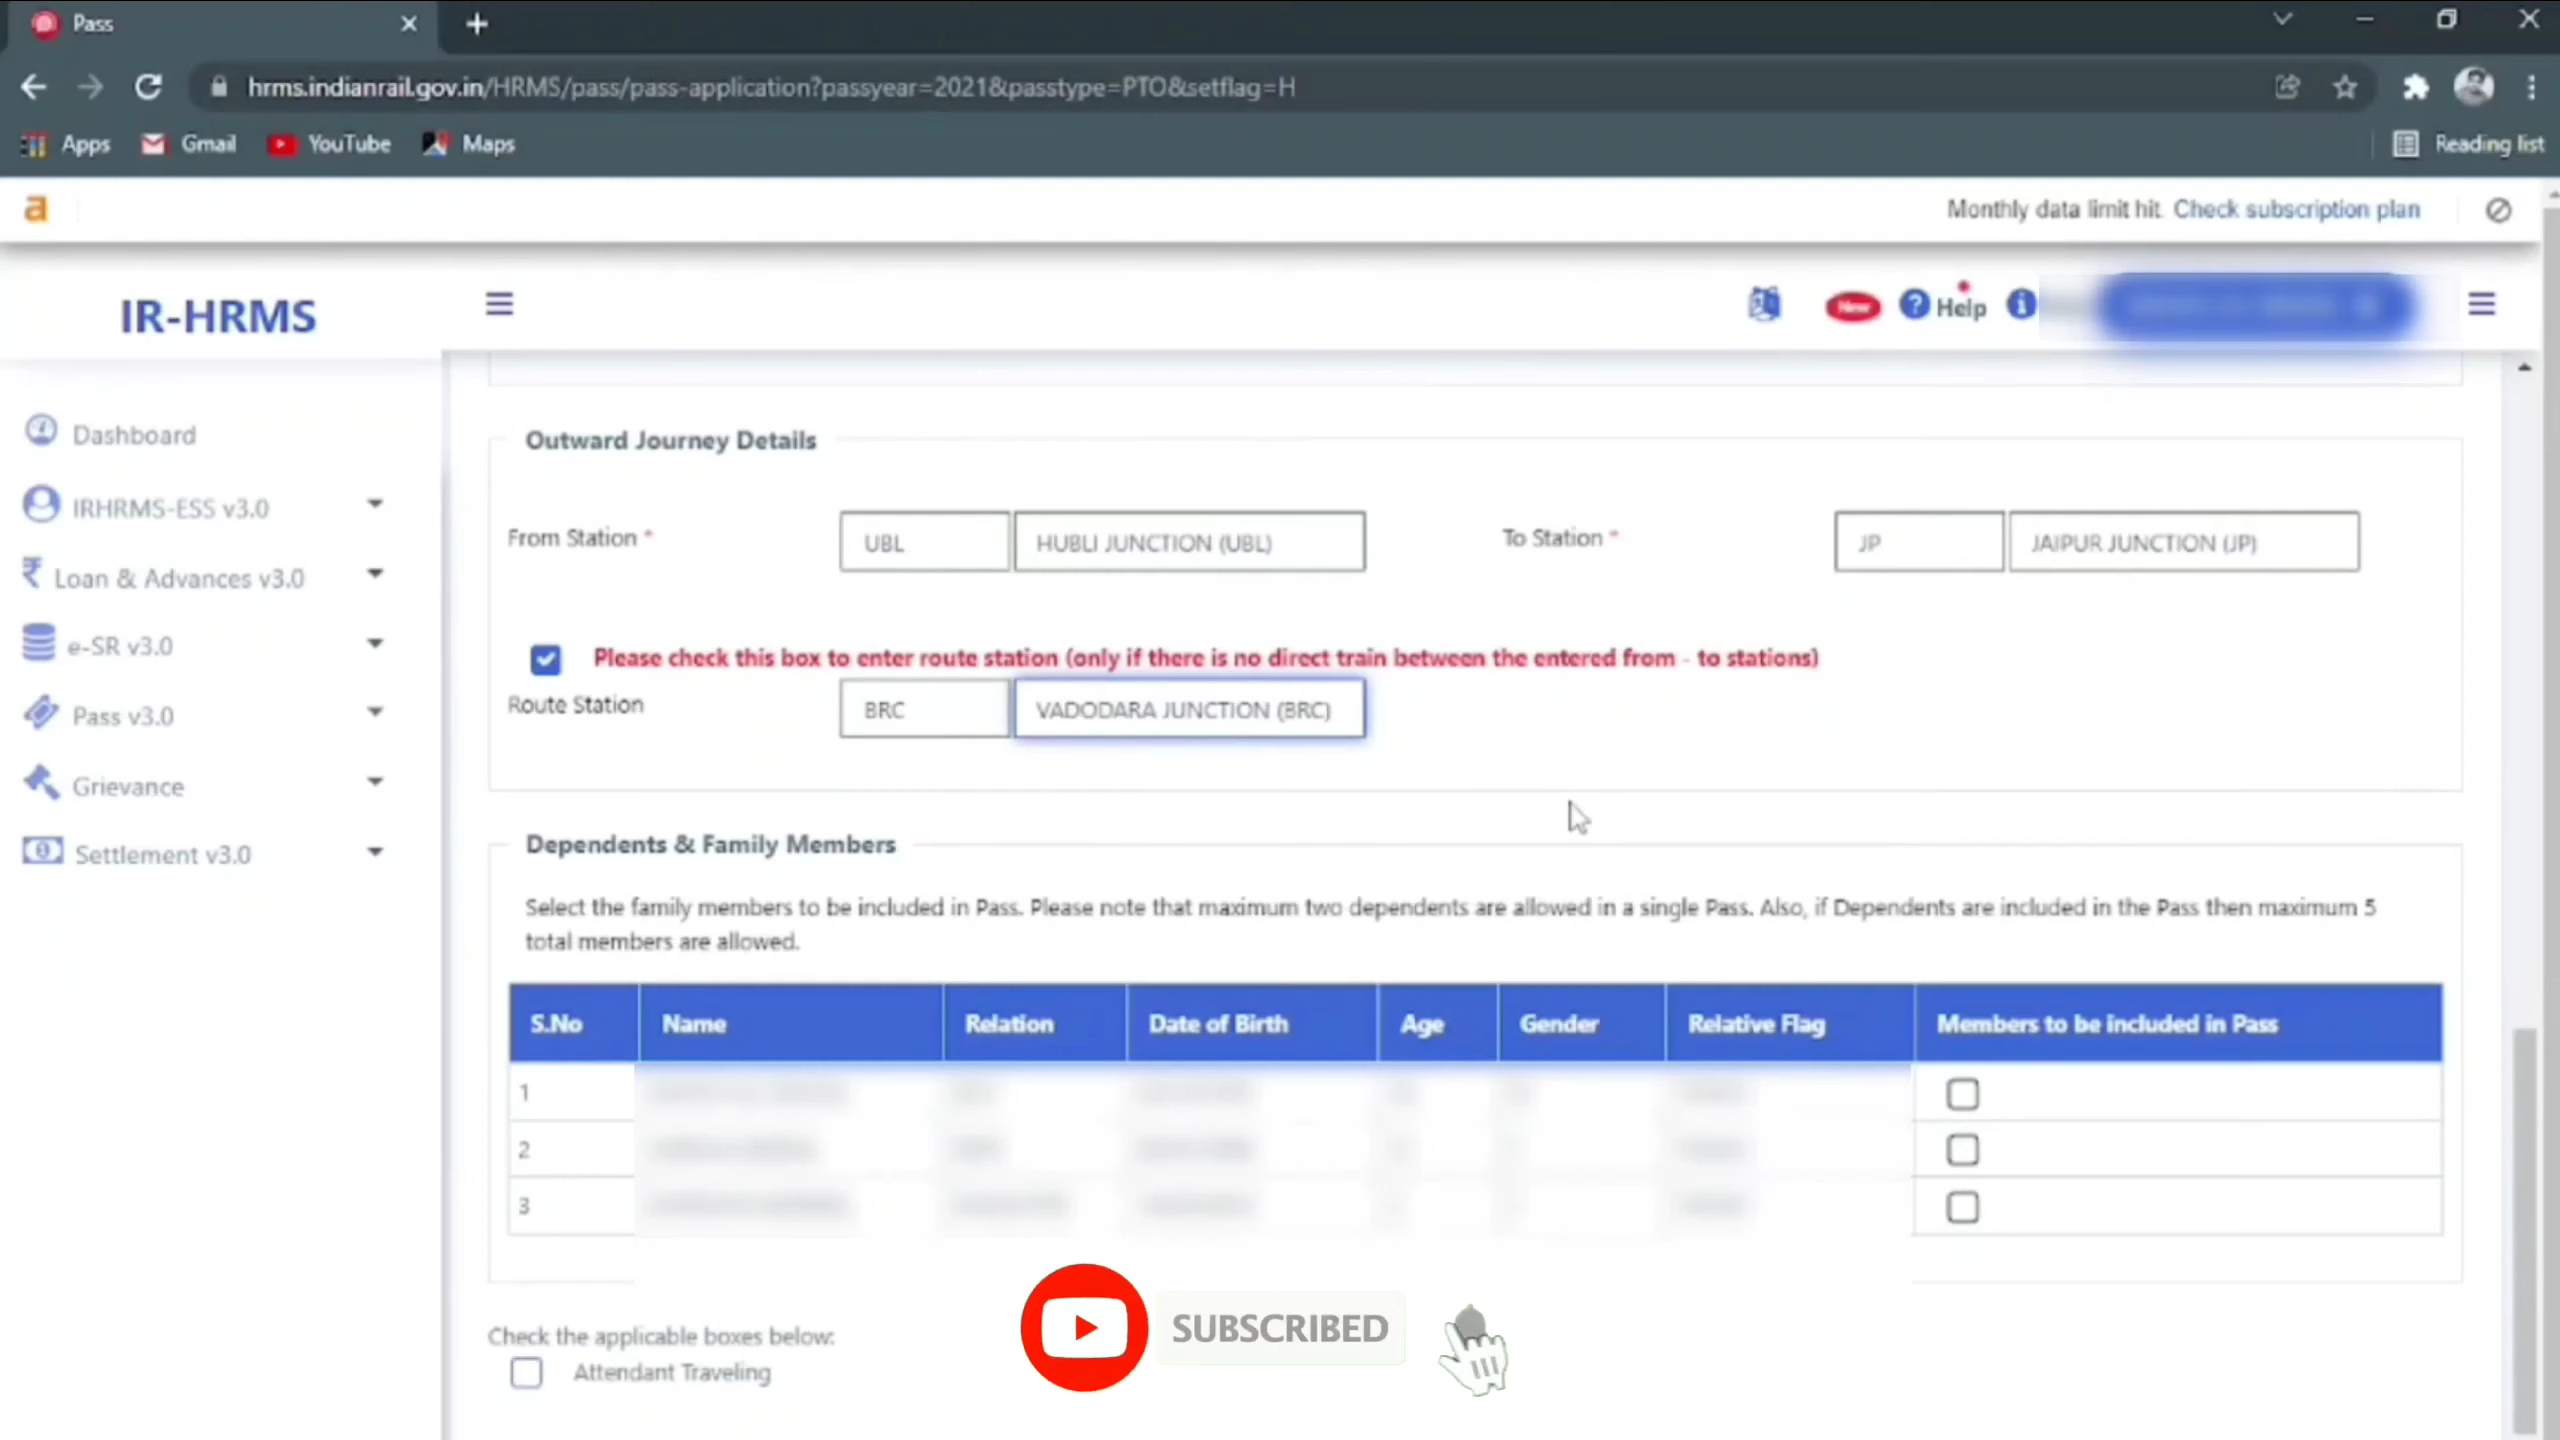 Pass
hrms.indianrail.gov.in/HRMS/pass/pass-application?passyear=2021&passtype=PTO&setflag=H
Apps Gmail YouTube Maps Reading list
a Monthly data limit hit. Check subscription plan
IR-HRMS New Help
Dashboard
IRHRMS-ESS v3.0
Loan & Advances v3.0
e-SR v3.0
Pass v3.0
Grievance
Settlement v3.0
Outward Journey Details
From Station * UBL HUBLI JUNCTION (UBL) To Station * JP JAIPUR JUNCTION (JP)
Please check this box to enter route station (only if there is no direct train between the entered from - to stations)
Route Station BRC VADODARA JUNCTION (BRC)
Dependents & Family Members
Select the family members to be included in Pass. Please note that maximum two dependents are allowed in a single Pass. Also, if Dependents are included in the Pass then maximum 5
total members are allowed.
S.No Name Relation Date of Birth Age Gender Relative Flag Members to be included in Pass
1
2
3
SUBSCRIBED
Check the applicable boxes below:
Attendant Traveling